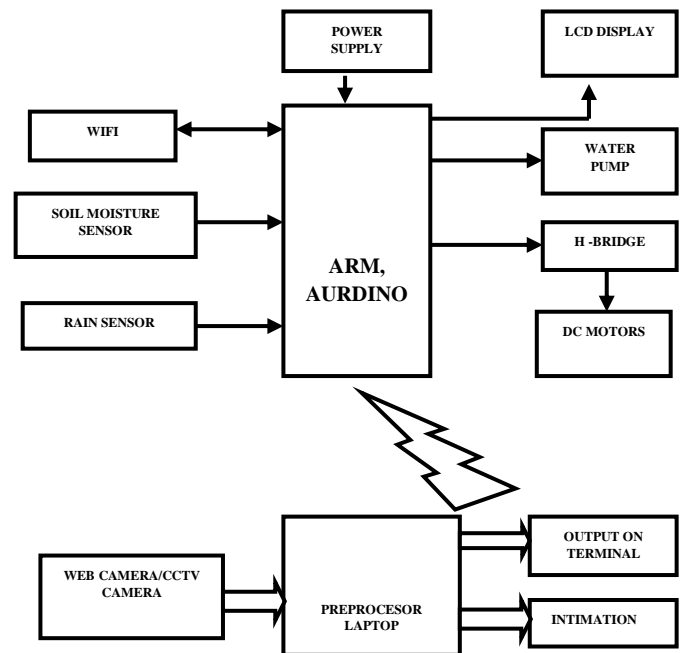 POWER
SUPPLY
LCD DISPLAY
WIFI
WATER
PUMP
SOIL MOISTURE
SENSOR
H -BRIDGE
ARM,
AURDINO
RAIN SENSOR
DC MOTORS
OUTPUT ON
TERMINAL
WEB CAMERA/CCTV
CAMERA
PREPROCESOR
LAPTOP
INTIMATION